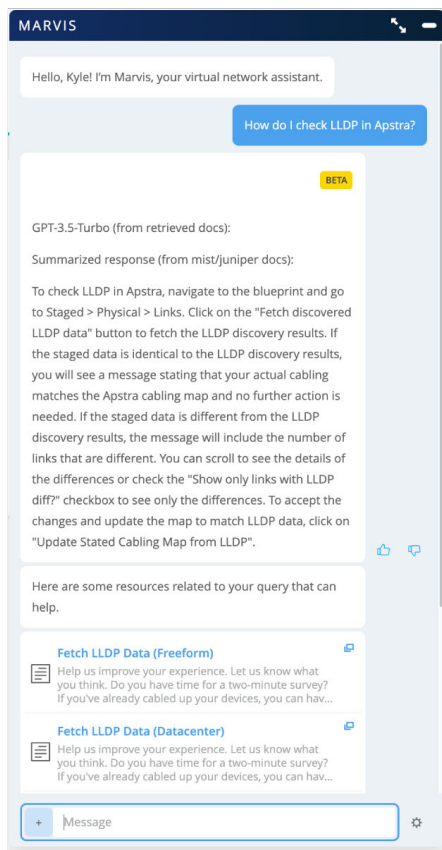 MARVIS
Hello, Kyle! I'm Marvis, your virtual network assistant.
How do I check LLDP in Apstra?
BETA
GPT-3.5-Turbo (from retrieved docs):
Summarized response (from mist/juniper docs):
To check LLDP in Apstra, navigate to the blueprint and go
to Staged > Physical > Links. Click on the "Fetch discovered
LLDP data" button to fetch the LLDP discovery results. If
the staged data is identical to the LLDP discovery results,
you will see a message stating that your actual cabling
matches the Apstra cabling map and no further action is
needed. If the staged data is different from the LLDP
discovery results, the message will include the number of
links that are different. You can scroll to see the details of
the differences or check the "Show only links with LLDP
diff?" checkbox to see only the differences. To accept the
changes and update the map to match LLDP data, click on
"Update Stated Cabling Map from LLDP".
Here are some resources related to your query that can
help.
Fetch LLDP Data (Freeform)
Help us improve your experience. Let us know what
you think. Do you have time for a two-minute survey?
If you've already cabled up your devices, you can hav...
Fetch LLDP Data (Datacenter)
Help us improve your experience. Let us know what
you think. Do you have time for a two-minute survey?
If you've already cabled up your devices, you can hav...
+ Message